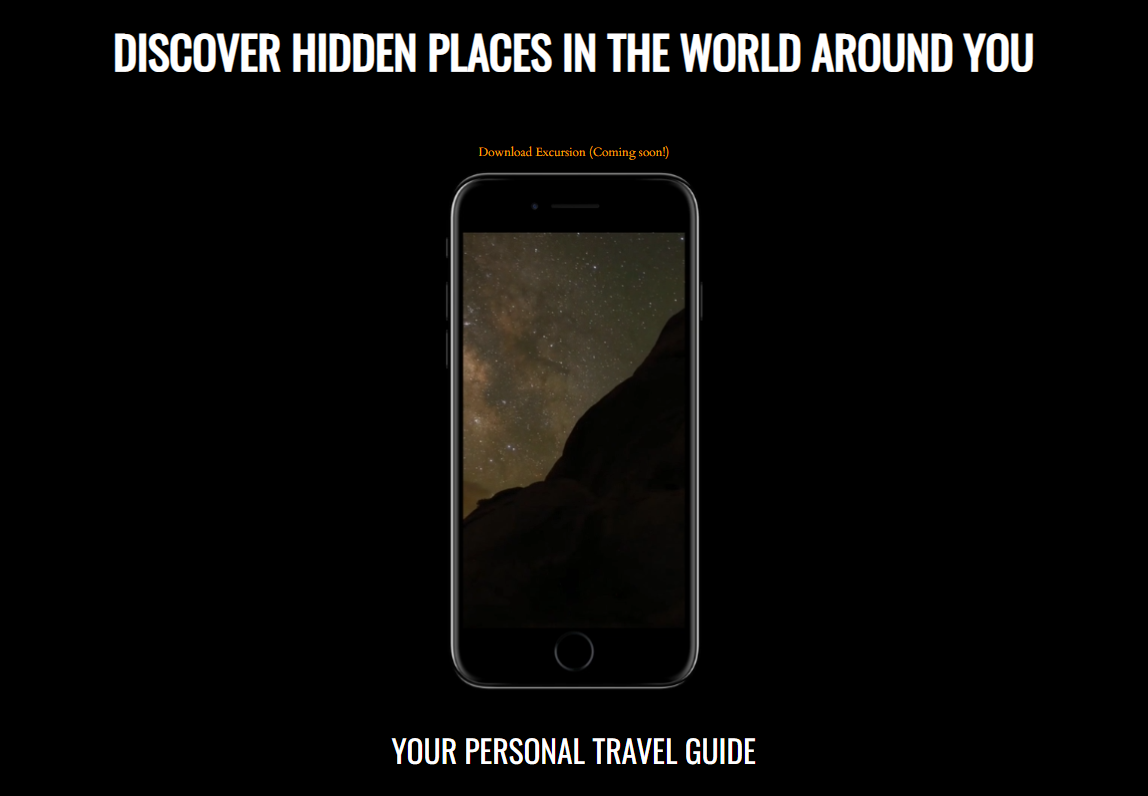 DISCOVER HIDDEN PLACES IN THE WORLD AROUND YOU
Download Excursion (Coming soon!)
YOUR PERSONAL TRAVEL GUIDE